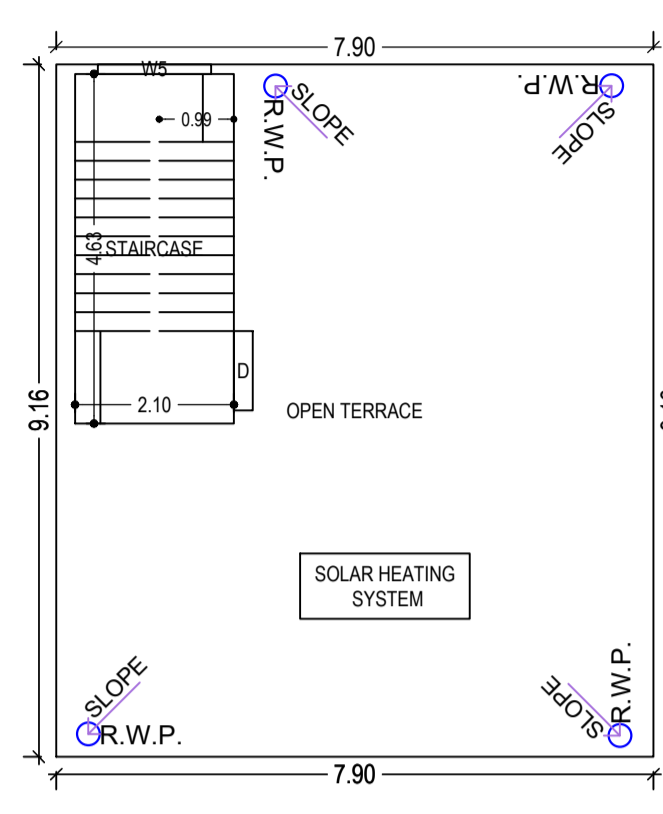 7.90
W5
0.99
R.W.P.
SLOPE
R.W.P.
SLOPE
STAIRCASE
4.63
D
2.10
9.16
OPEN TERRACE
SOLAR HEATING
SYSTEM
SLOPE
R.W.P.
SLOPE
R.W.P.
7.90